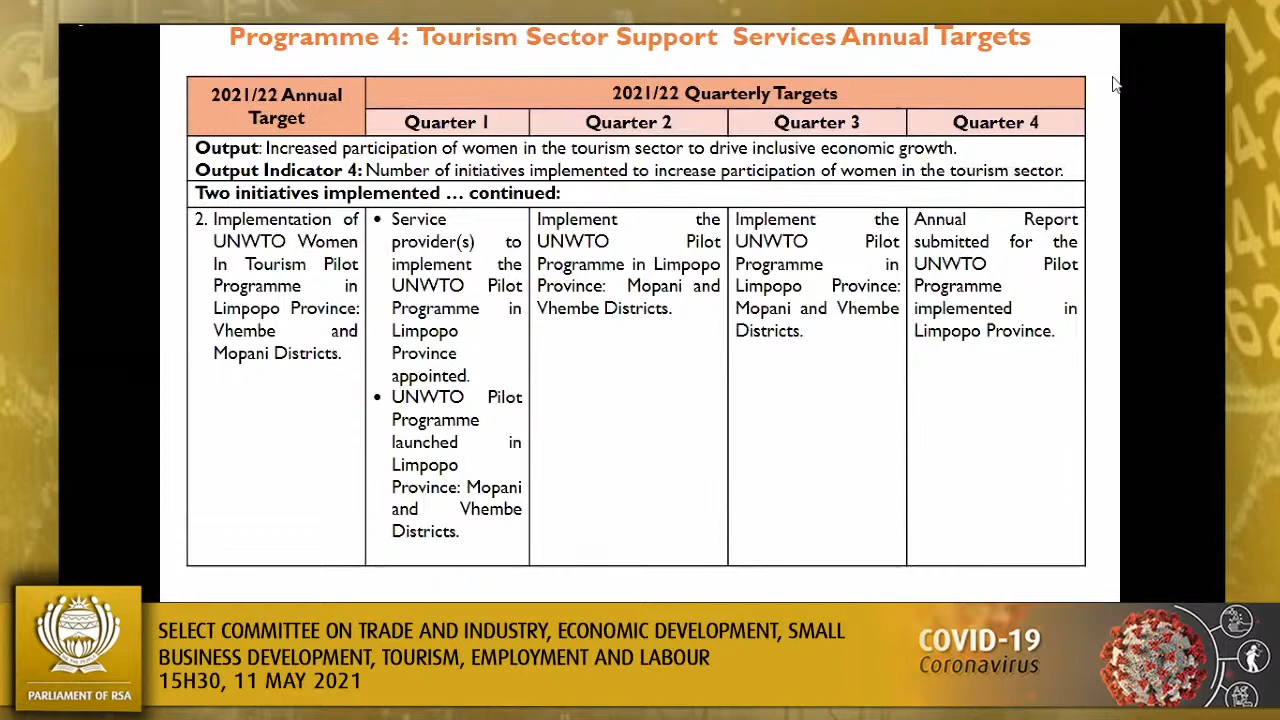 Programme 4: Tourism Sector Support Services Annual Targets
2021/22 Annual
Target
2021/22 Quarterly Targets
Quarter 1
Quarter 2
Quarter 3
Quarter 4
Output: Increased participation of women in the tourism sector to drive inclusive economic growth.
Output Indicator 4: Number of initiatives implemented to increase participation of women in the tourism sector.
Two initiatives implemented … continued:
2. Implementation of
UNWTO Women
In Tourism Pilot
Programme in
Limpopo Province:
Vhembe and
Mopani Districts.
• Service
provider(s) to
implement the
UNWTO Pilot
Programme in
Limpopo
Province
appointed.
• UNWTO Pilot
Programme
launched in
Limpopo
Province: Mopani
and Vhembe
Districts.
Implement the
UNWTO Pilot
Programme in Limpopo
Province: Mopani and
Vhembe Districts.
Implement the
UNWTO Pilot
Programme in
Limpopo Province:
Mopani and Vhembe
Districts.
Annual Report
submitted for the
UNWTO Pilot
Programme
implemented in
Limpopo Province.
PARLIAMENT OF RSA
SELECT COMMITTEE ON TRADE AND INDUSTRY, ECONOMIC DEVELOPMENT, SMALL
BUSINESS DEVELOPMENT, TOURISM, EMPLOYMENT AND LABOUR
15H30, 11 MAY 2021
COVID-19
Coronavirus